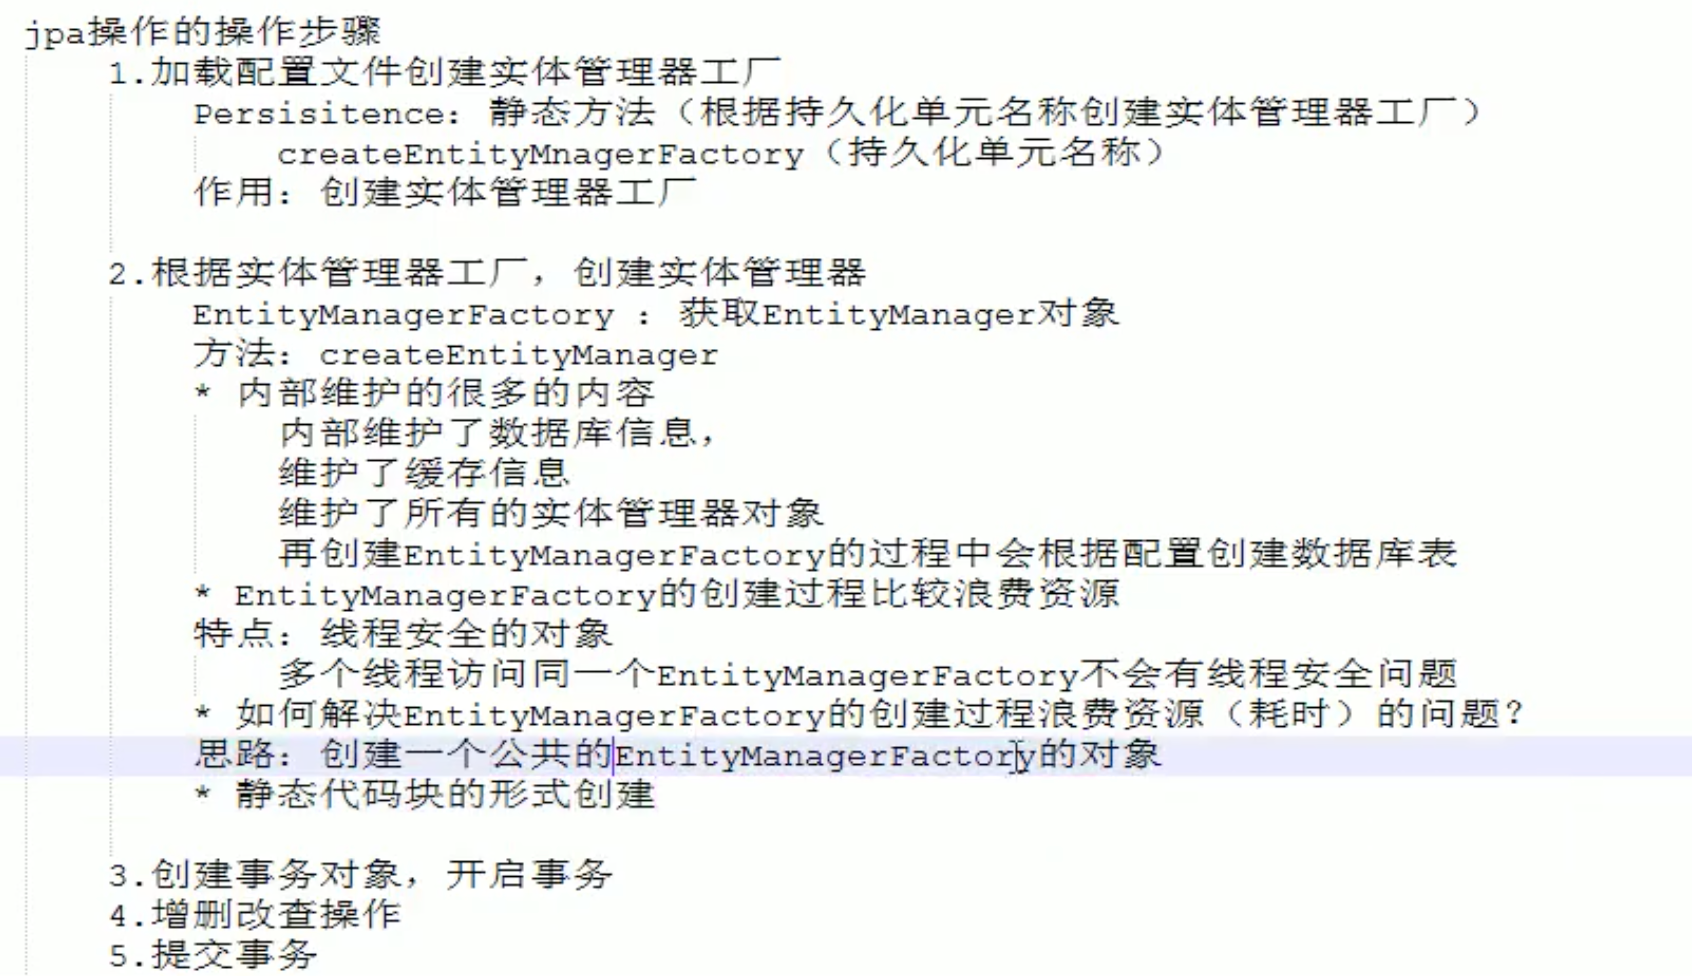 jpa操作的操作步骤
1.加载配置文件创建实体管理器工厂
Persisitence：静态方法（根据持久化单元名称创建实体管理器工厂）
createEntityMnagerFactory（持久化单元名称）
作用：创建实体管理器工厂
2.根据实体管理器工厂，创建实体管理器
EntityManagerFactory ：获取EntityManager对象
方法：createEntityManager
* 内部维护的很多的内容
内部维护了数据库信息，
维护了缓存信息
维护了所有的实体管理器对象
再创建EntityManagerFactory的过程中会根据配置创建数据库表
* EntityManagerFactory的创建过程比较浪费资源
特点：线程安全的对象
多个线程访问同一个EntityManagerFactory不会有线程安全问题
* 如何解决EntityManagerFactory的创建过程浪费资源（耗时）的问题？
思路：创建一个公共的EntityManagerFactory的对象
* 静态代码块的形式创建
3.创建事务对象，开启事务
4.增删改查操作
5.提交事务